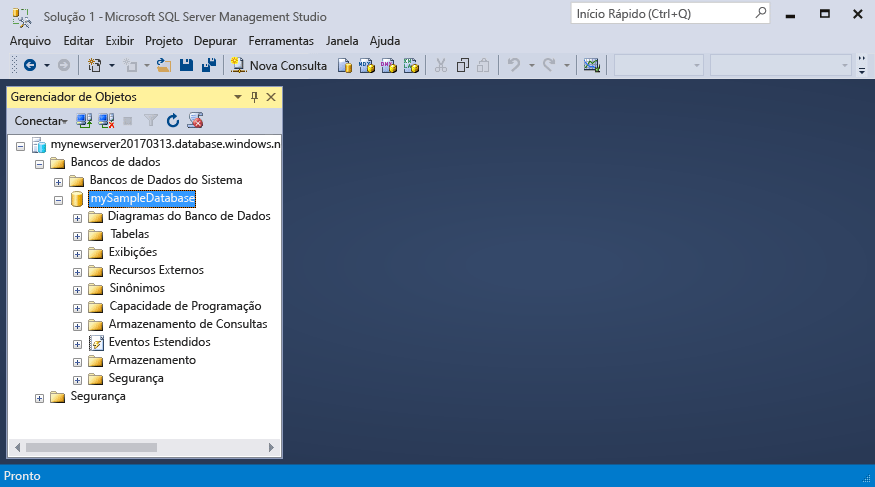 Solução 1 - Microsoft SQL Server Management Studio
Início Rápido (Ctrl+Q)
Arquivo Editar Exibir Projeto Depurar Ferramentas Janela Ajuda
Nova Consulta
Gerenciador de Objetos
Conectar
mynewserver20170313.database.windows.n
Bancos de dados
Bancos de Dados do Sistema
mySampleDatabase
Diagramas do Banco de Dados
Tabelas
Exibições
Recursos Externos
Sinônimos
Capacidade de Programação
Armazenamento de Consultas
Eventos Estendidos
Armazenamento
Segurança
Segurança
Pronto